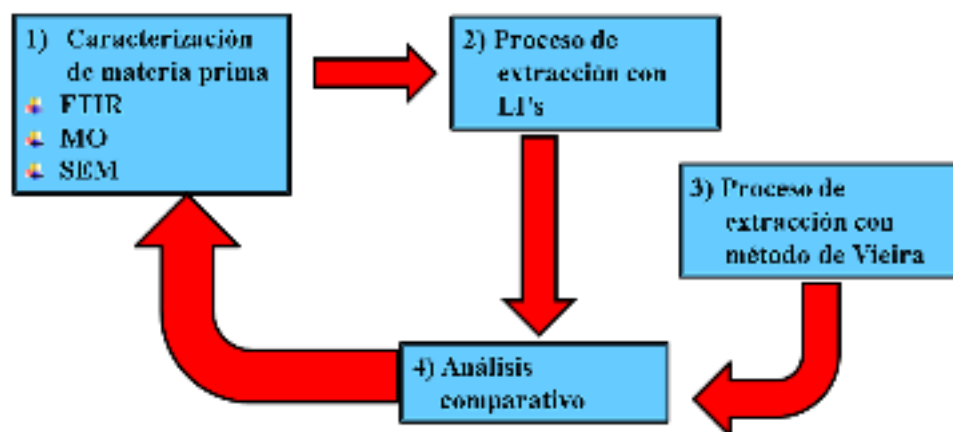 1) Caracterización
de materia prima
FTIR
MO
SEM
2) Proceso de
extracción con
LI's
3) Proceso de
extracción con
método de Vieira
4) Análisis
comparativo